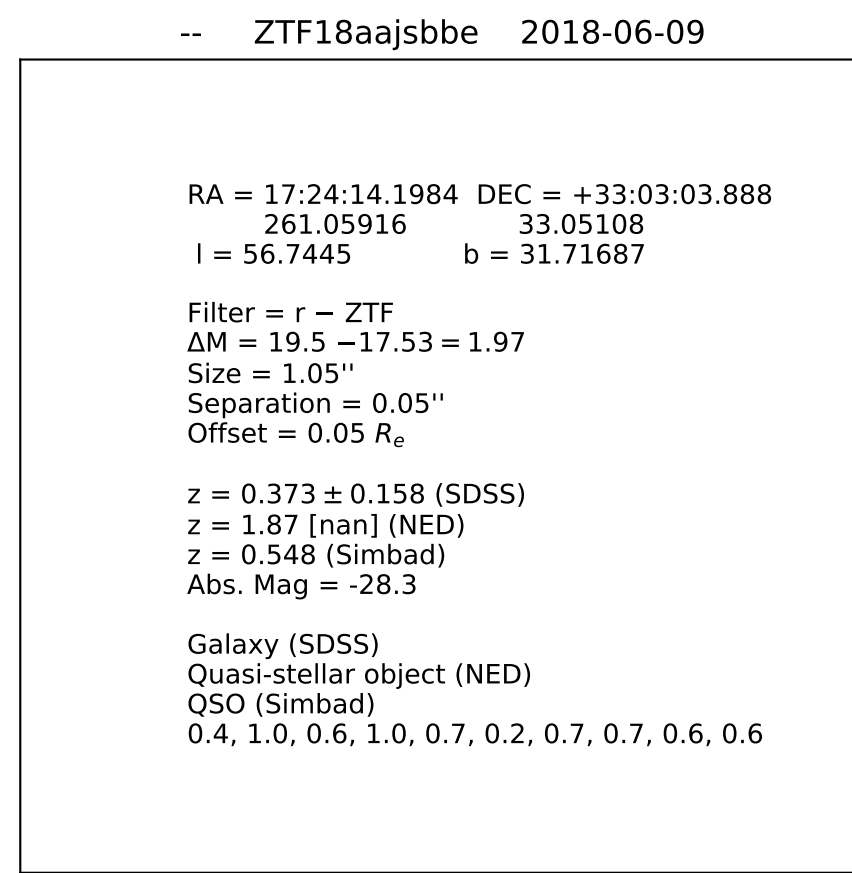 -- ZTF18aajsbbe 2018-06-09
RA = 17:24:14.1984 DEC = +33:03:03.888
261.05916 33.05108
l = 56.7445 b = 31.71687
Filter = r − ZTF
ΔM = 19.5 −17.53 = 1.97
Size = 1.05''
Separation = 0.05''
Offset = 0.05 Re
z = 0.373 ± 0.158 (SDSS)
z = 1.87 [nan] (NED)
z = 0.548 (Simbad)
Abs. Mag = -28.3
Galaxy (SDSS)
Quasi-stellar object (NED)
QSO (Simbad)
0.4, 1.0, 0.6, 1.0, 0.7, 0.2, 0.7, 0.7, 0.6, 0.6